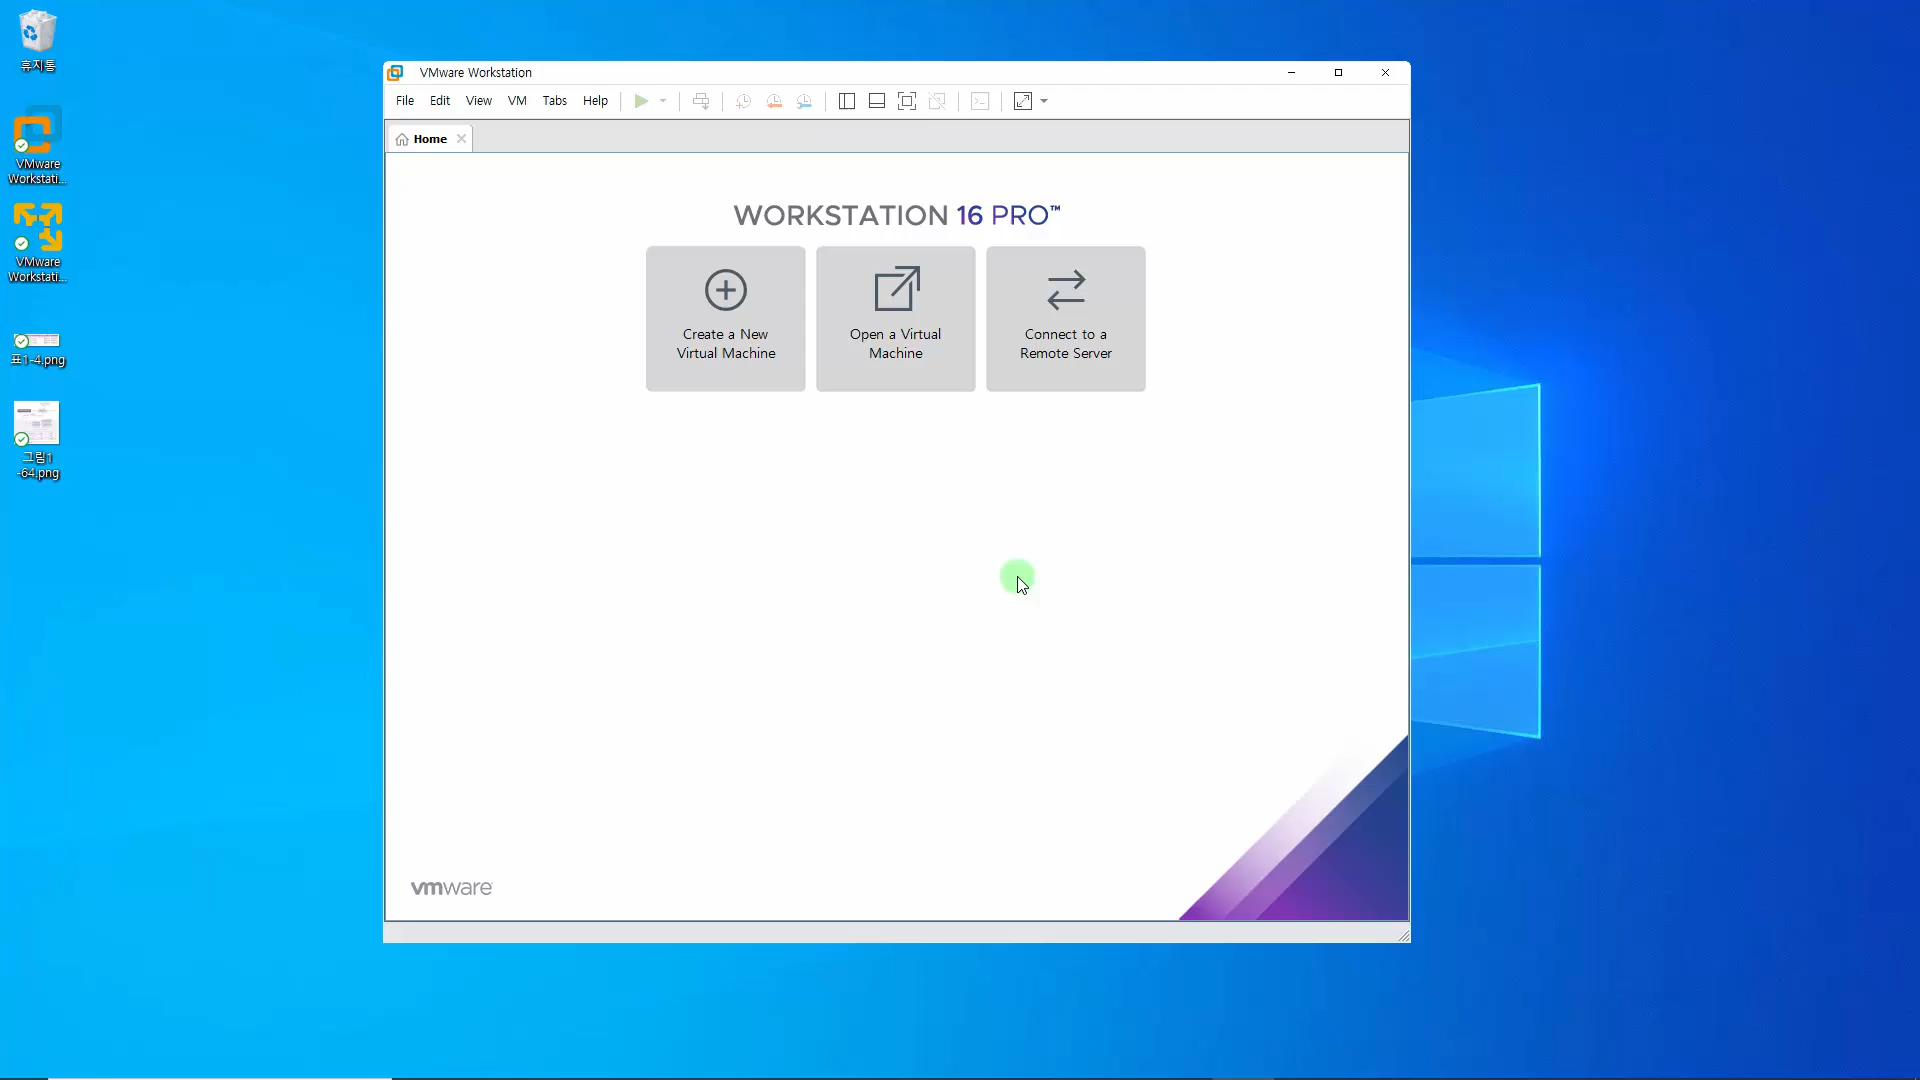 휴지통
VMware
Workstati...
VMware
Workstati...
표1-4.png
그림1
-64.png
VMware Workstation
File Edit View VM Tabs Help
Home
WORKSTATION 16 PRO™
Create a New
Virtual Machine
Open a Virtual
Machine
Connect to a
Remote Server
vmware